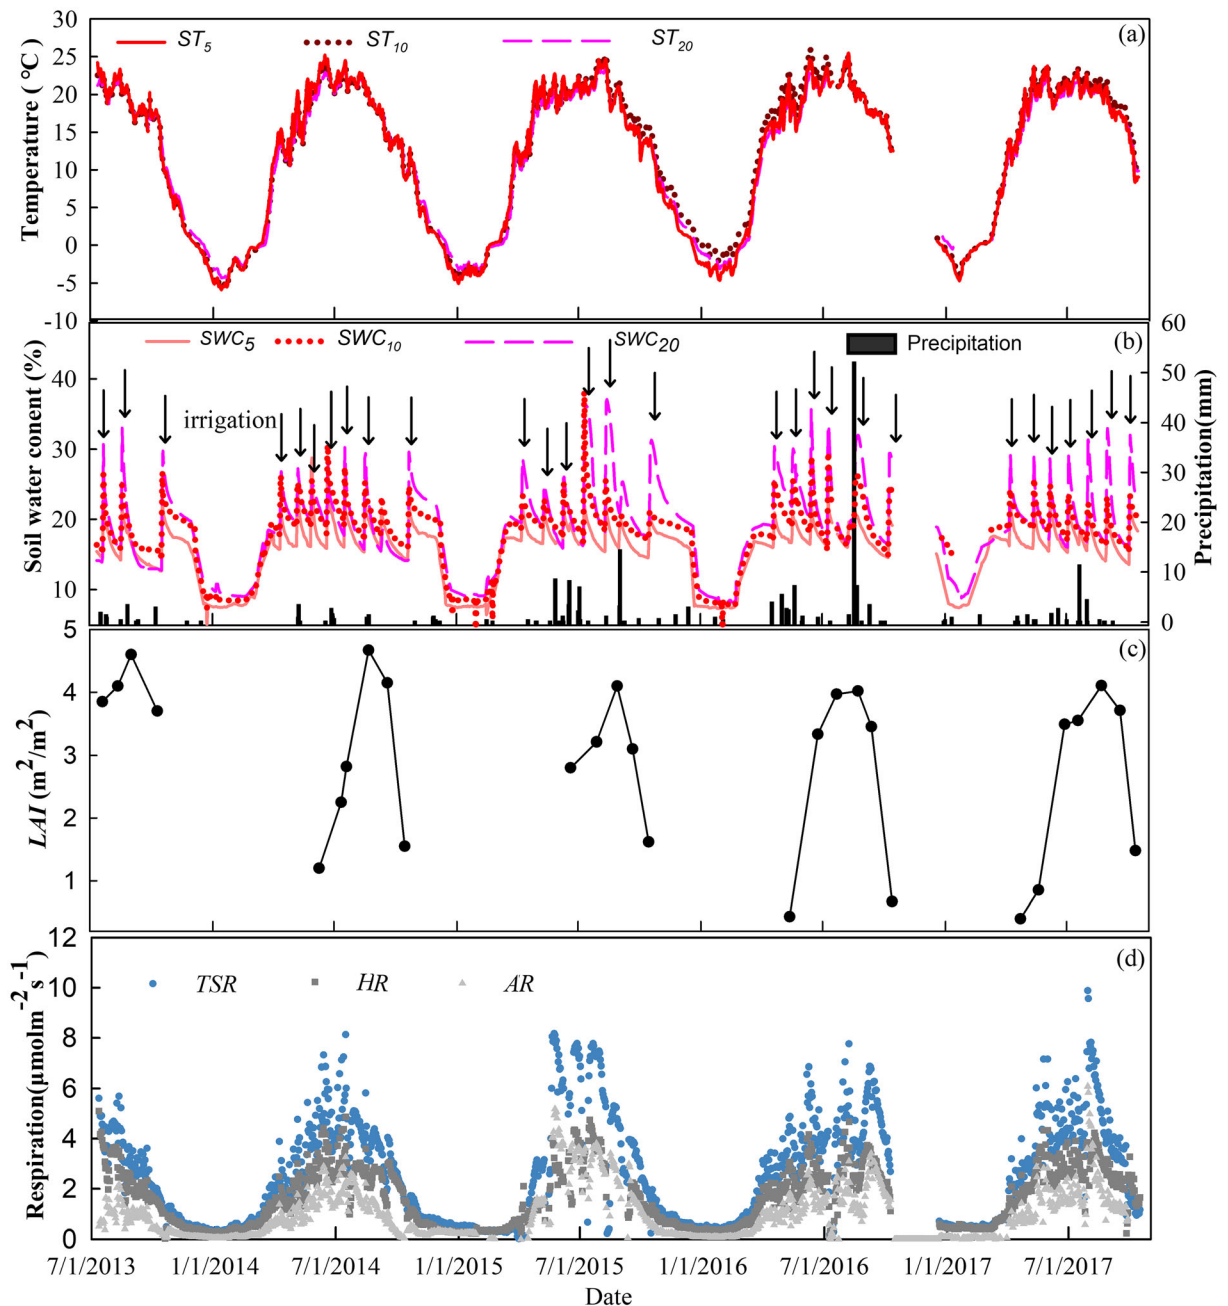 (a)
ST5 ST10 ST20
30
25
20
15
10
5
0
-5
-10
Temperature (°C)
(b)
SWC5 SWC10 SWC20 Precipitation
irrigation
40
30
20
10
5
Soil water conent (%)
60
50
40
30
20
10
0
Precpitation(mm)
(c)
5
4
3
2
1
LAI (m2/m2)
(d)
TSR HR AR
12
10
8
6
4
2
0
Respiration(μmolm-2s-1)
7/1/2013 1/1/2014 7/1/2014 1/1/2015 7/1/2015 1/1/2016 7/1/2016 1/1/2017 7/1/2017
Date